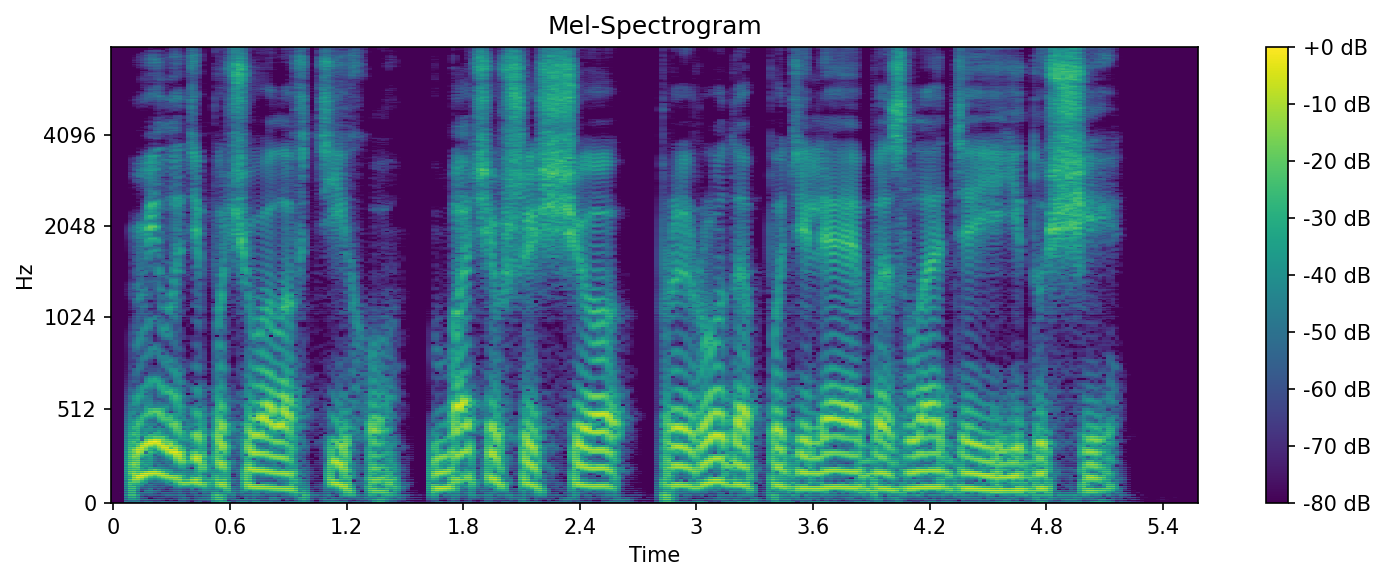 Mel-Spectrogram
+0 dB
4096
-10 dB
-20 dB
2048
-30 dB
Hz
-40 dB
1024
-50 dB
512
-60 dB
-70 dB
0
-80 dB
0 0.6 1.2 1.8 2.4 3 3.6 4.2 4.8 5.4
Time